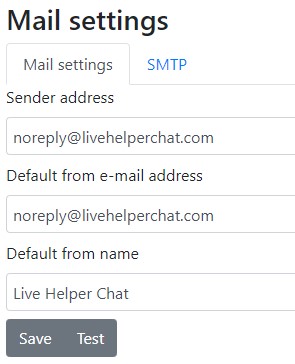 Mail settings
Mail settings SMTP
Sender address
noreply@livehelperchat.com
Default from e-mail address
noreply@livehelperchat.com
Default from name
Live Helper Chat
Save Test